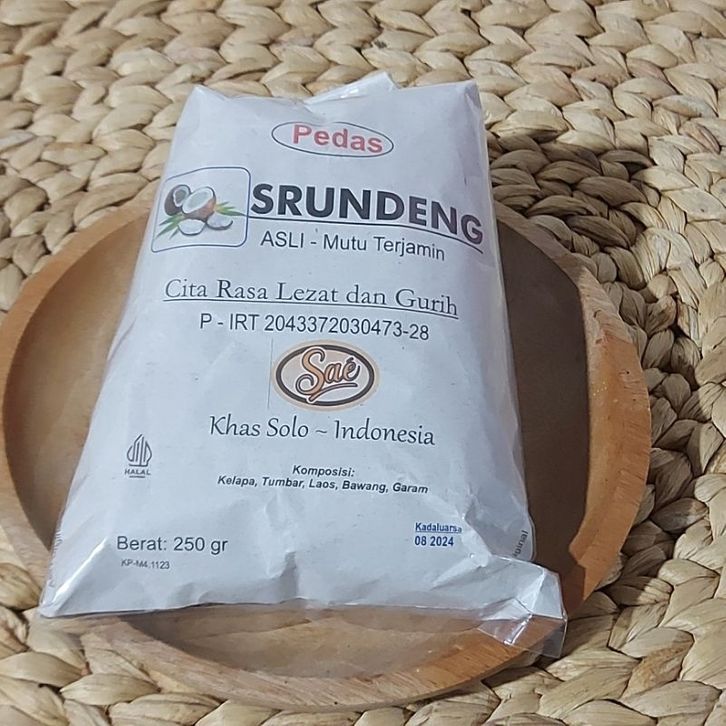 Pedas
SRUNDENG
ASLI - Mutu Terjamin
Cita Rasa Lezat dan Gurih
P - IRT 2043372030473-28
Saé
Khas Solo ~ Indonesia
HALAL
Komposisi:
Kelapa, Tumbar, Laos, Bawang, Garam
Kadaluarsa
08 2024
Berat: 250 gr
KP-M4.1123